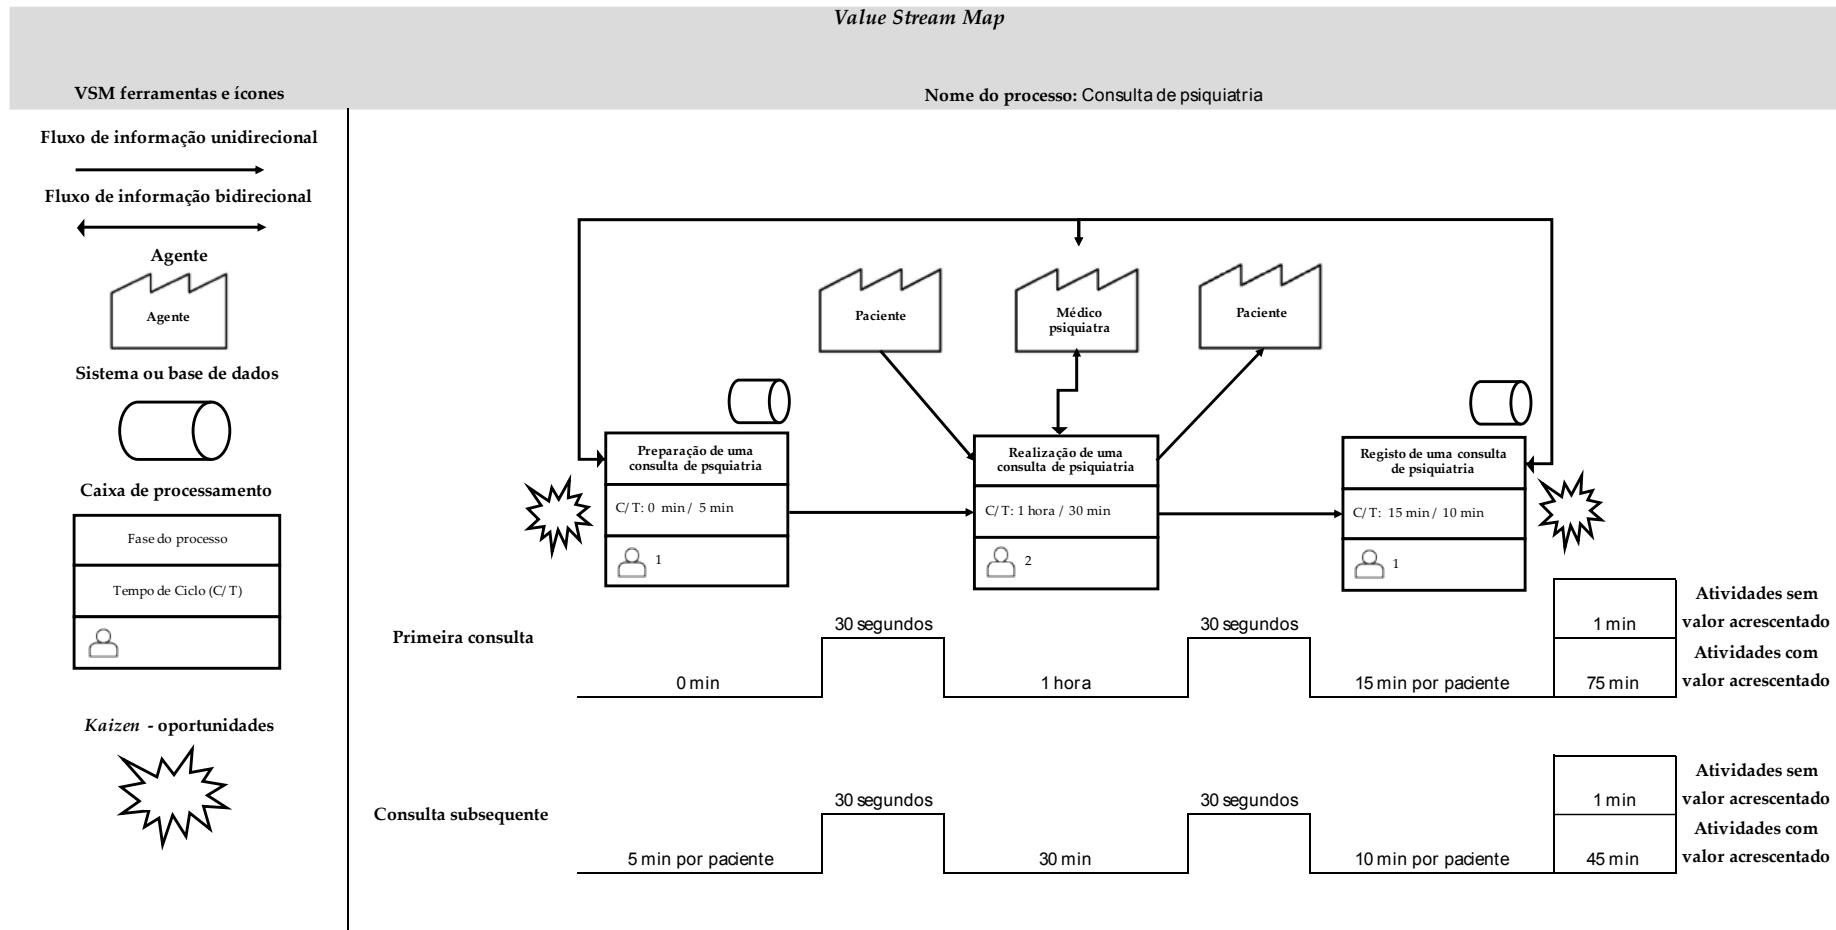 Value Stream Map
VSM ferramentas e ícones
Nome do processo: Consulta de psiquiatria
Fluxo de informação unidirecional
Fluxo de informação bidirecional
Agente
Agente
Sistema ou base de dados
Caixa de processamento
Fase do processo
Tempo de Ciclo (C/T)
Kaizen - oportunidades
Paciente
Médico
psiquiatra
Paciente
Preparação de uma
consulta de psquiatria
C/T: 0 min / 5 min
1
Realização de uma
consulta de psiquiatria
C/T: 1 hora / 30 min
2
Registo de uma consulta
de psiquiatria
C/T: 15 min / 10 min
1
Primeira consulta
0 min
30 segundos
1 hora
30 segundos
15 min por paciente
1 min
75 min
Atividades sem
valor acrescentado
Atividades com
valor acrescentado
Consulta subsequente
5 min por paciente
30 segundos
30 min
30 segundos
10 min por paciente
1 min
45 min
Atividades sem
valor acrescentado
Atividades com
valor acrescentado